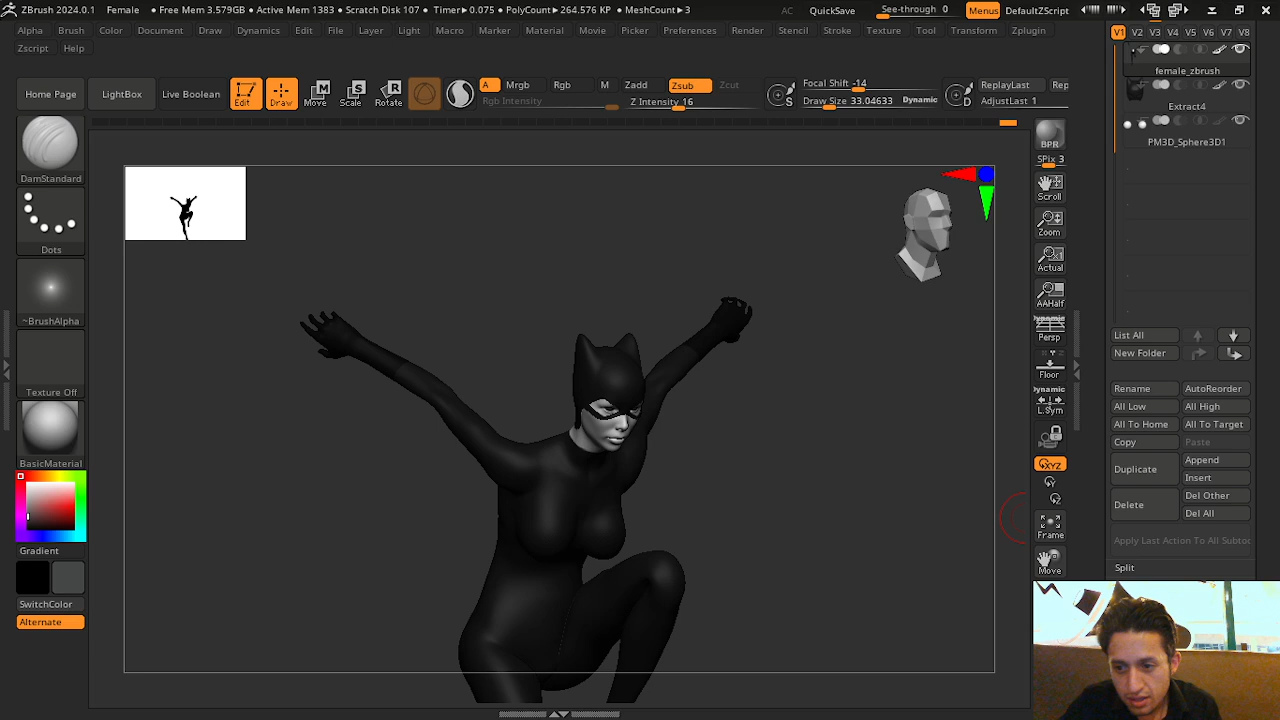 ZBrush 2024.0.1 Female • Free Mem 3.579GB • Active Mem 1383 • Scratch Disk 107 • Timer▶0.075 • PolyCount▶264.576 KP • MeshCount▶3 AC QuickSave See-through 0 Menus DefaultZScript
Alpha Brush Color Document Draw Dynamics Edit File Layer Light Macro Marker Material Movie Picker Preferences Render Stencil Stroke Texture Tool Transform Zplugin
Zscript Help
V1 V2 V3 V4 V5 V6 V7 V8
Home Page LightBox Live Boolean Edit Draw Move Scale Rotate
A Mrgb Rgb M Zadd Zsub Zcut
Rgb Intensity Z Intensity 16
Focal Shift -14
Draw Size 33.04633 Dynamic
S D
ReplayLast Rep
AdjustLast 1
female_zbrush
Extract4
PM3D_Sphere3D1
DamStandard
Dots
~BrushAlpha
Texture Off
BasicMaterial
Gradient
SwitchColor
Alternate
BPR
SPix 3
Scroll
Zoom
Actual
AAHalf
Dynamic
Persp
Floor
Dynamic
L.Sym
XYZ
Y
Z
Frame
Move
List All
New Folder
Rename AutoReorder
All Low All High
All To Home All To Target
Copy Paste
Duplicate Append
Insert
Delete Del Other
Del All
Apply Last Action To All Subtoo
Split